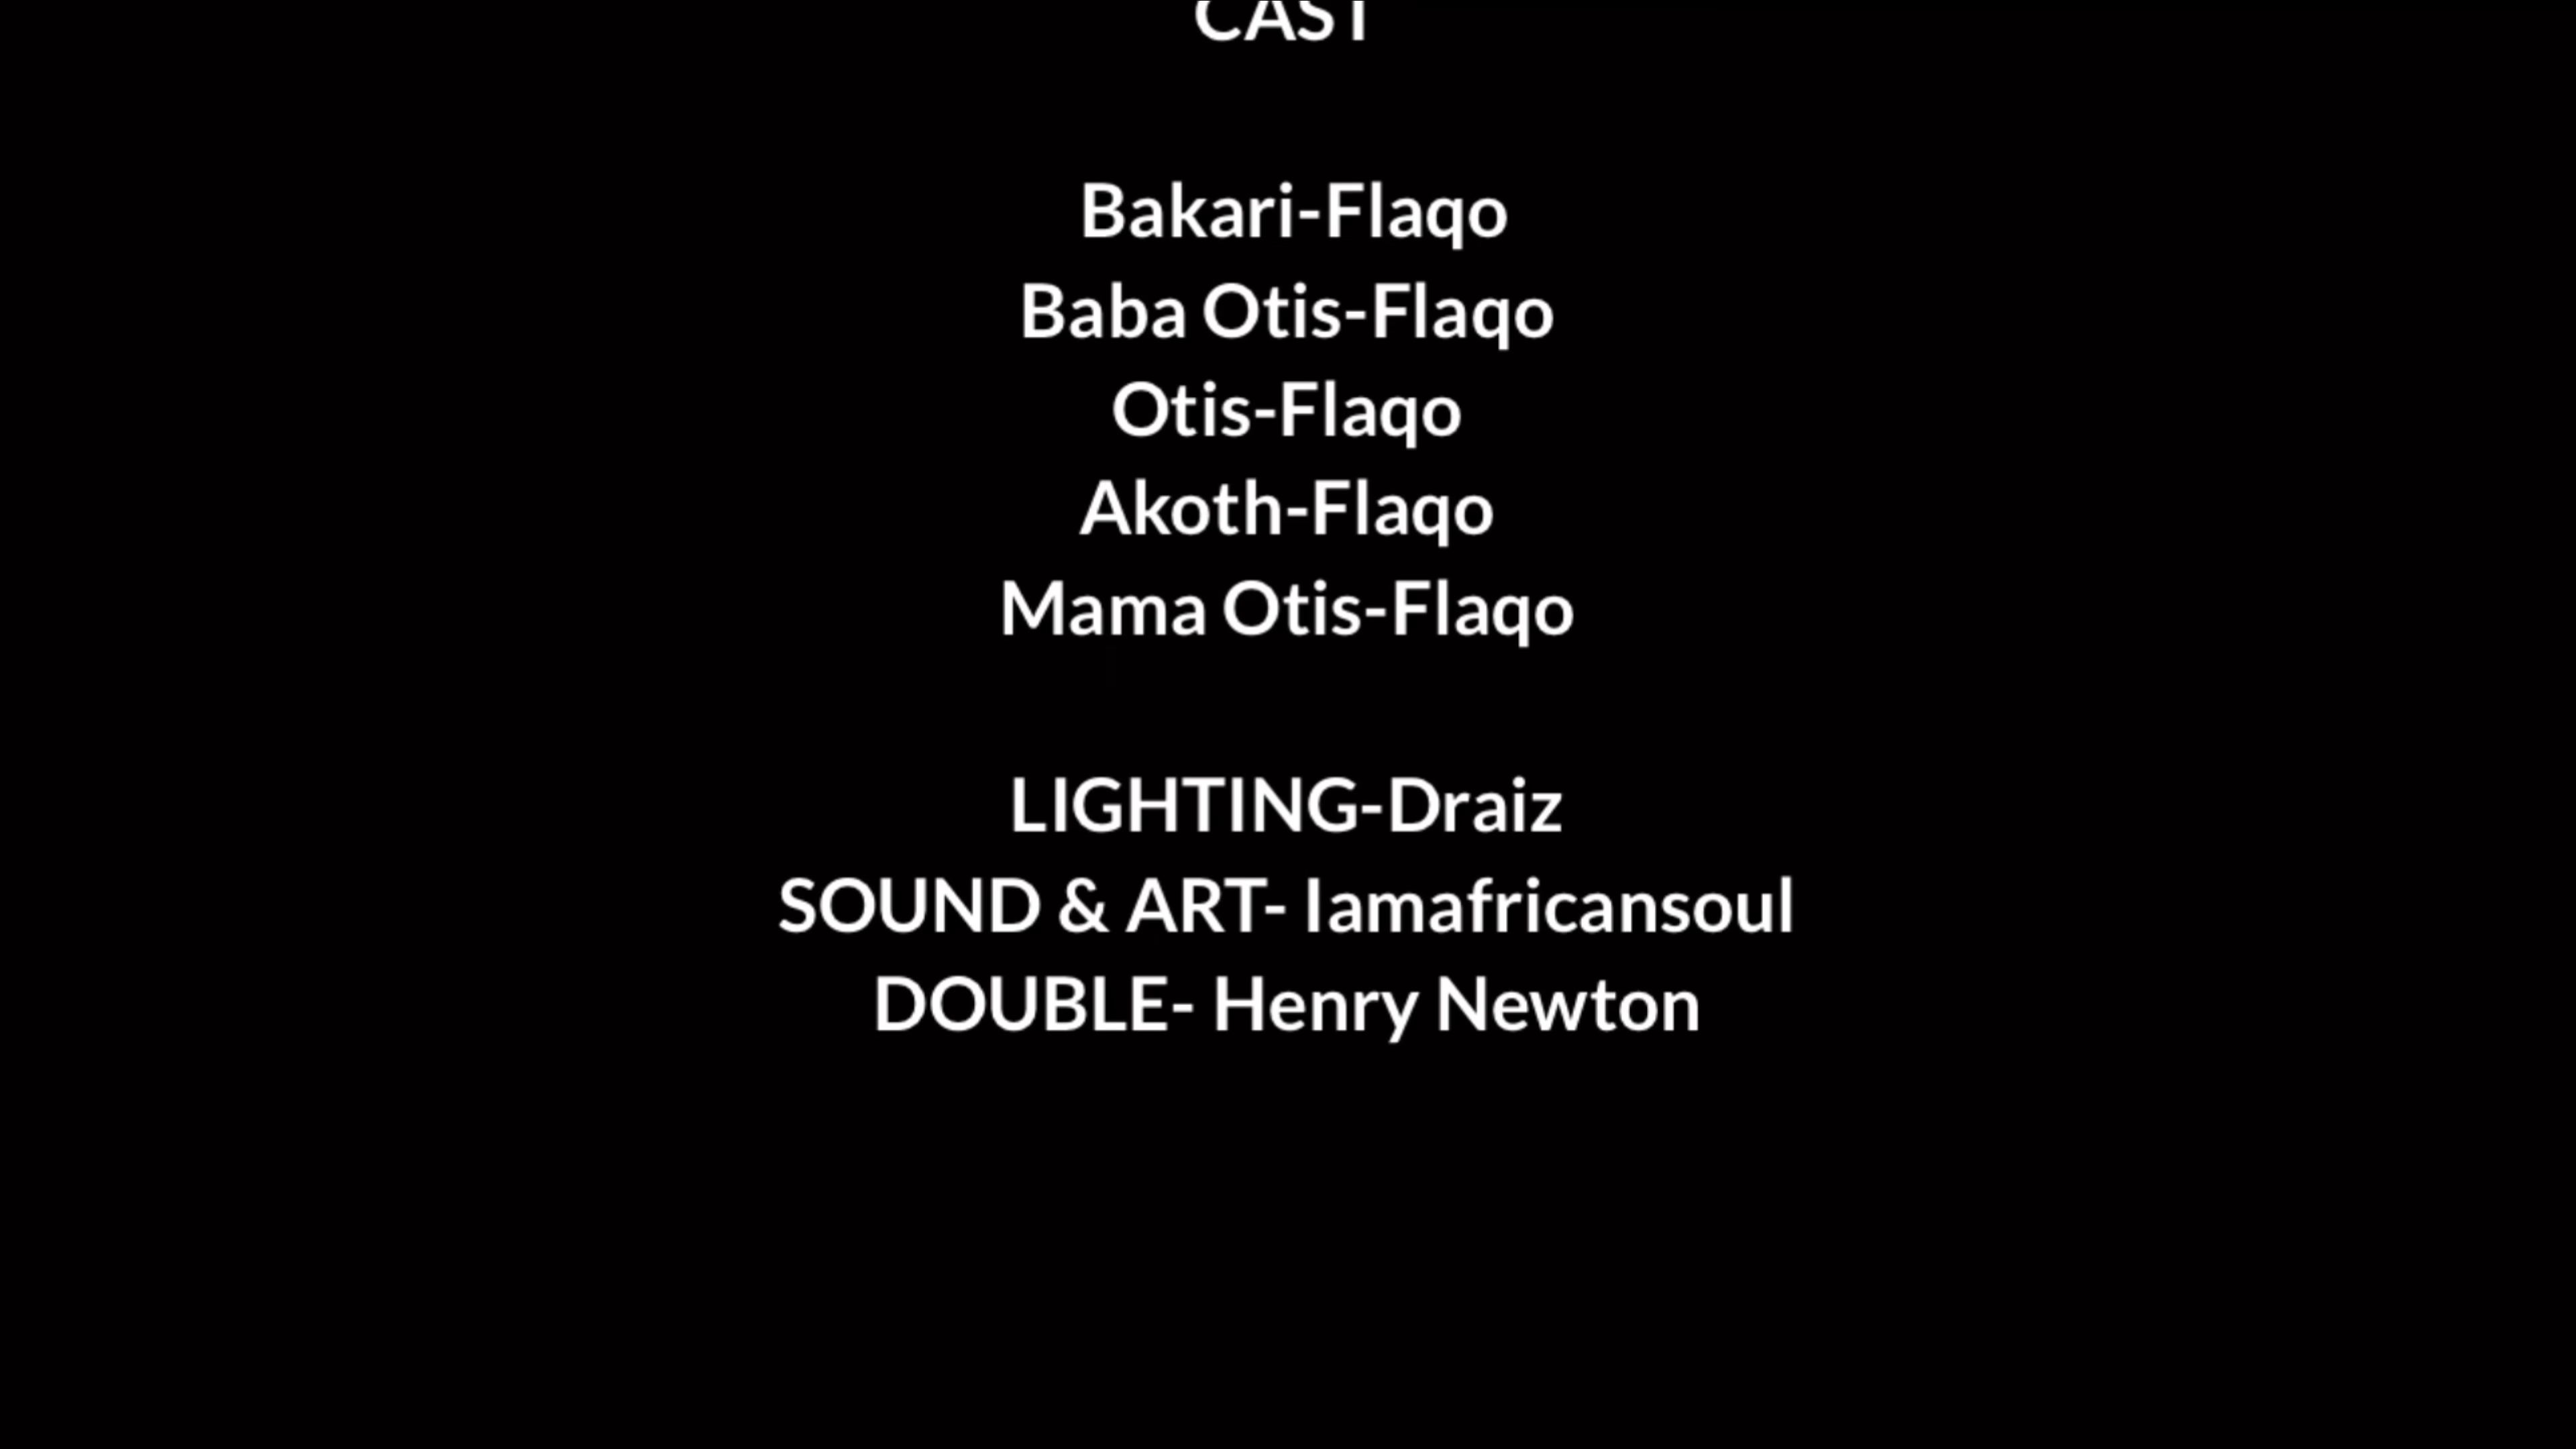 CAST
Bakari-Flaqo
Baba Otis-Flaqo
Otis-Flaqo
Akoth-Flaqo
Mama Otis-Flaqo
LIGHTING-Draiz
SOUND & ART- Iamafricansoul
DOUBLE- Henry Newton